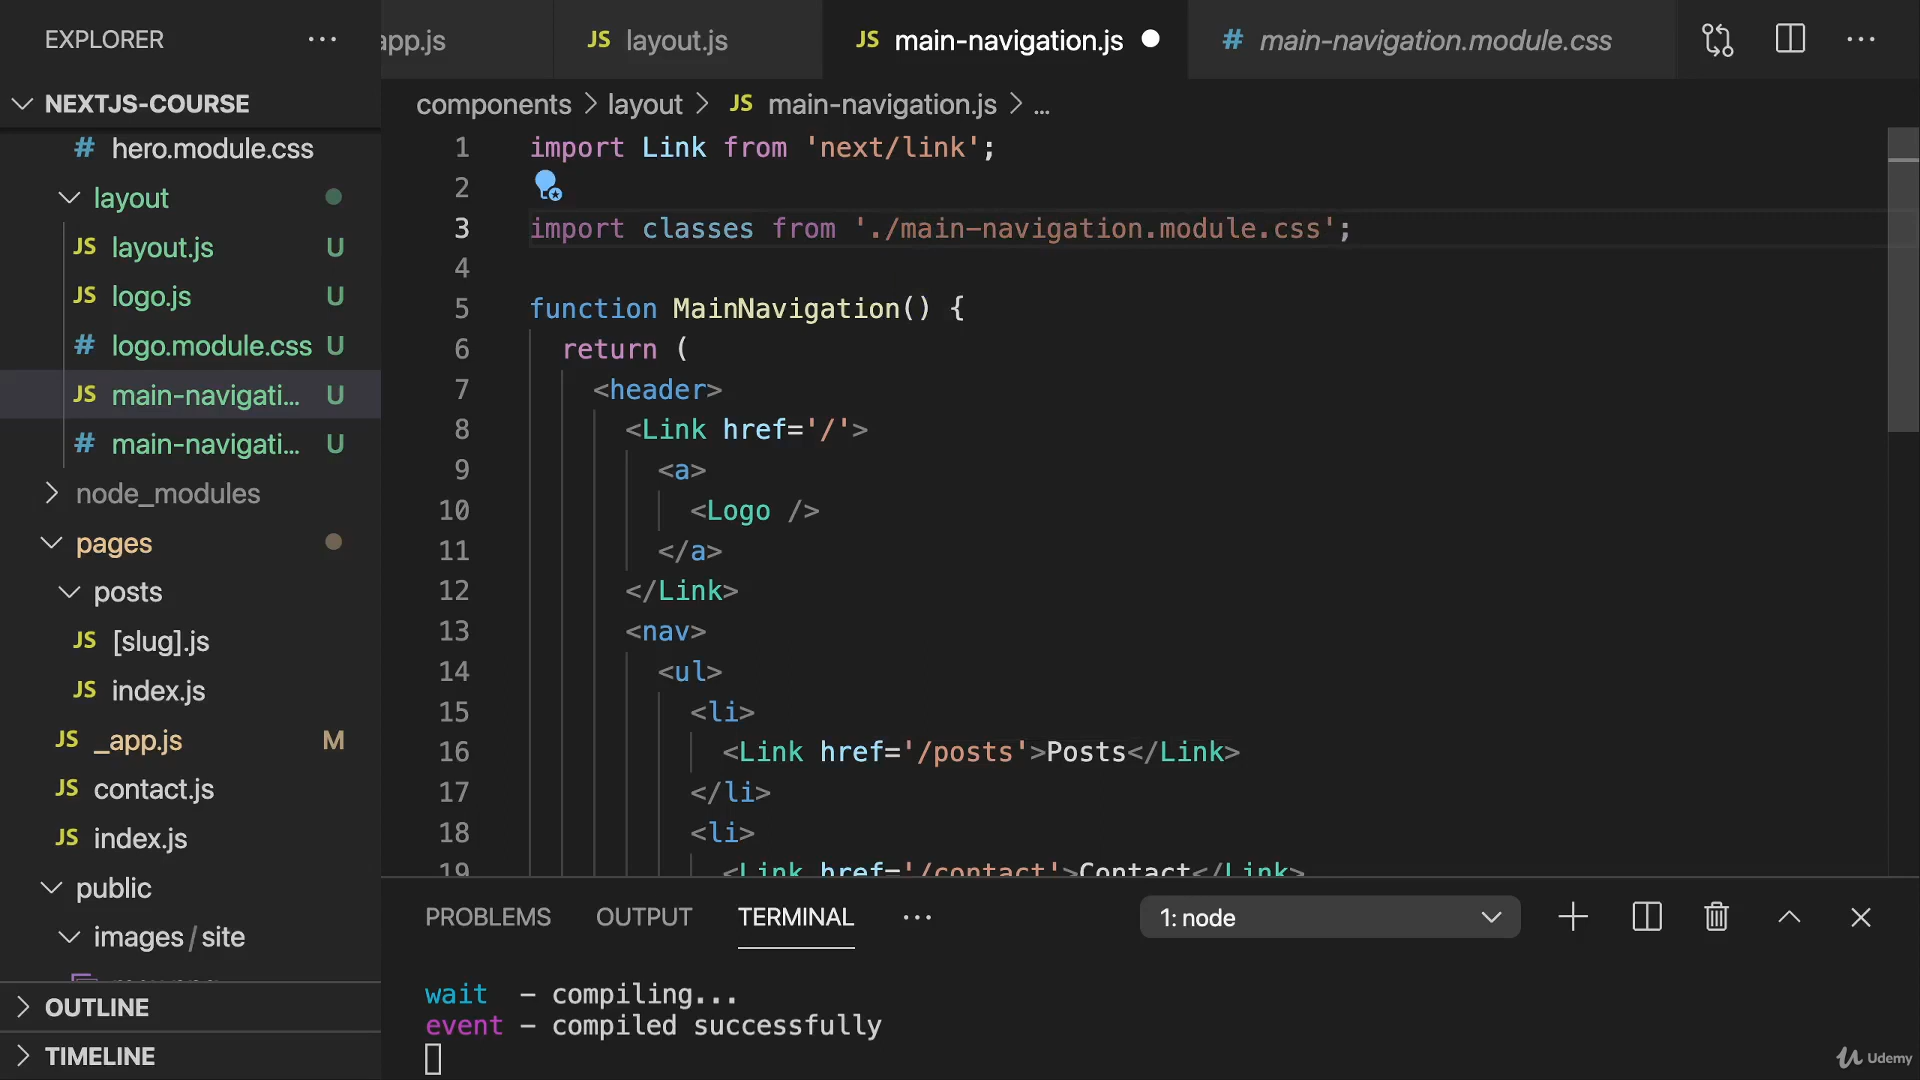 EXPLORER
app.js
JS layout.js
JS main-navigation.js
# main-navigation.module.css
NEXTJS-COURSE
components > layout > JS main-navigation.js > ...
# hero.module.css
layout
JS layout.js U
JS logo.js U
# logo.module.css U
JS main-navigati... U
# main-navigati... U
node_modules
pages
posts
JS [slug].js
JS index.js
JS _app.js M
JS contact.js
JS index.js
public
images / site
OUTLINE
TIMELINE
1 import Link from 'next/link';
2
3 import classes from './main-navigation.module.css';
4
5 function MainNavigation() {
6 return (
7 <header>
8 <Link href='/'>
9 <a>
10 <Logo />
11 </a>
12 </Link>
13 <nav>
14 <ul>
15 <li>
16 <Link href='/posts'>Posts</Link>
17 </li>
18 <li>
19 <Link href='/contact'>Contact</Link>
PROBLEMS OUTPUT TERMINAL
1: node
wait - compiling...
event - compiled successfully
Udemy